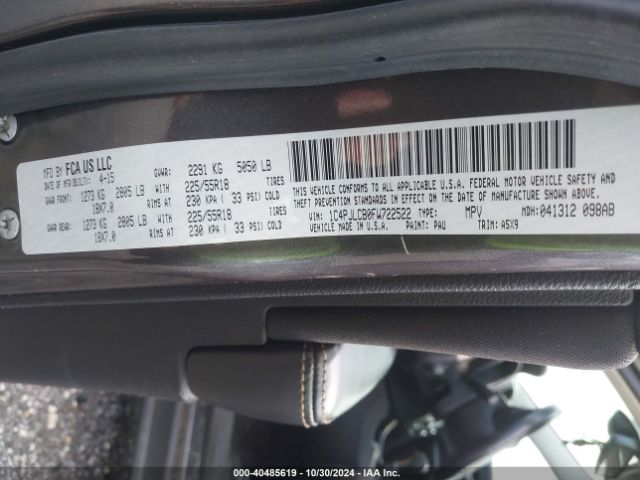 MFD BY FCA US LLC
DATE OF MFR(BUILT): 4-15 GVWR: 2291 KG 5050 LB
GAWR FRONT: 1273 KG 2805 LB WITH 225/55R18 TIRES
18X7.0 RIMS AT 230 KPA( 33 PSI) COLD
GAWR REAR: 1273 KG 2805 LB WITH 225/55R18 TIRES
18X7.0 RIMS AT 230 KPA( 33 PSI) COLD
THIS VEHICLE CONFORMS TO ALL APPLICABLE U.S.A. FEDERAL MOTOR VEHICLE SAFETY AND
THEFT PREVENTION STANDARDS IN EFFECT ON THE DATE OF MANUFACTURE SHOWN ABOVE.
VIN: 1C4PJLCB0FW722522 TYPE: MPV MDH: 041312 098AB
VEHICLE MADE IN U.S.A. PAINT: PAU TRIM: A5X9
000-40485619 - 10/30/2024 - IAA Inc.